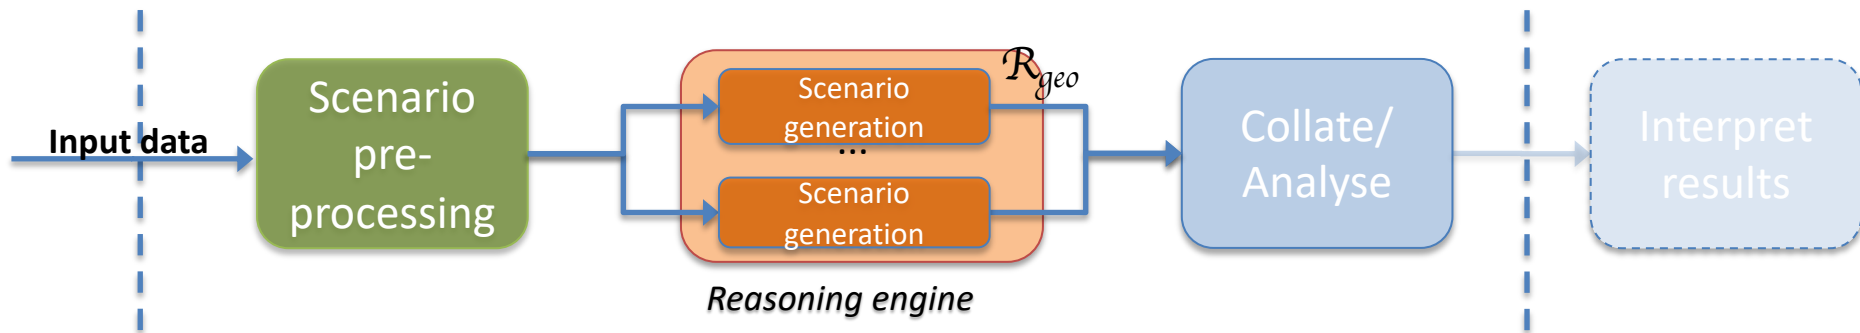 Input data
Scenario
pre-
processing
Scenario
generation
...
Scenario
generation
ℛgeo
Reasoning engine
Collate/
Analyse
Interpret
results